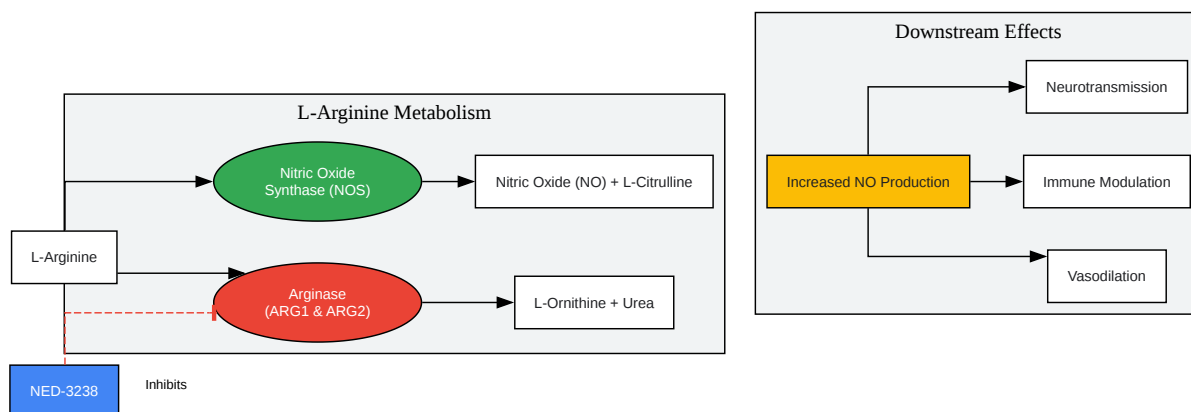 Downstream Effects
Neurotransmission
Increased NO Production
Immune Modulation
Vasodilation
L-Arginine Metabolism
Nitric Oxide
Synthase (NOS)
Nitric Oxide (NO) + L-Citrulline
L-Arginine
Arginase
(ARG1 & ARG2)
L-Ornithine + Urea
NED-3238
Inhibits